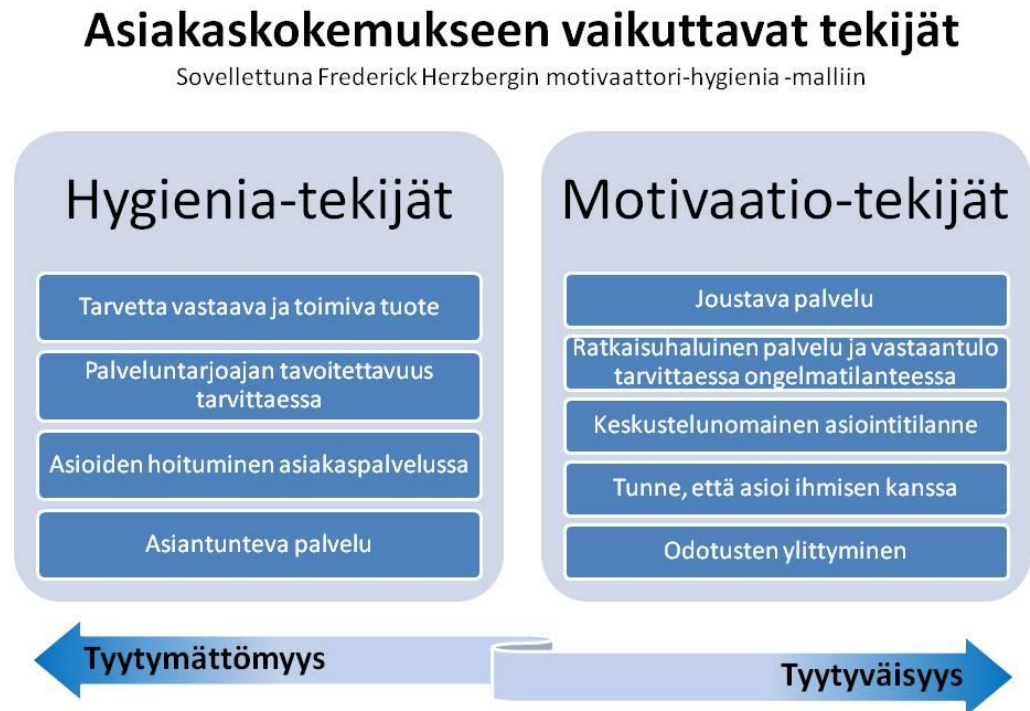 Asiakaskokemukseen vaikuttavat tekijät
Sovellettuna Frederick Herzbergin motivaattori-hygienia -malliin
Hygienia-tekijät
Tarvetta vastaava ja toimiva tuote
Palveluntarjoajan tavoitettavuus
tarvittaessa
Asioiden hoituminen asiakaspalvelussa
Asiantunteva palvelu
Motivaatio-tekijät
Joustava palvelu
Ratkaisuhaluinen palvelu ja vastaantulo
tarvittaessa ongelmatilanteessa
Keskustelunomainen asiointitilanne
Tunne, että asioi ihmisen kanssa
Odotusten ylittyminen
Tyytymättömyys
Tyytyväisyys